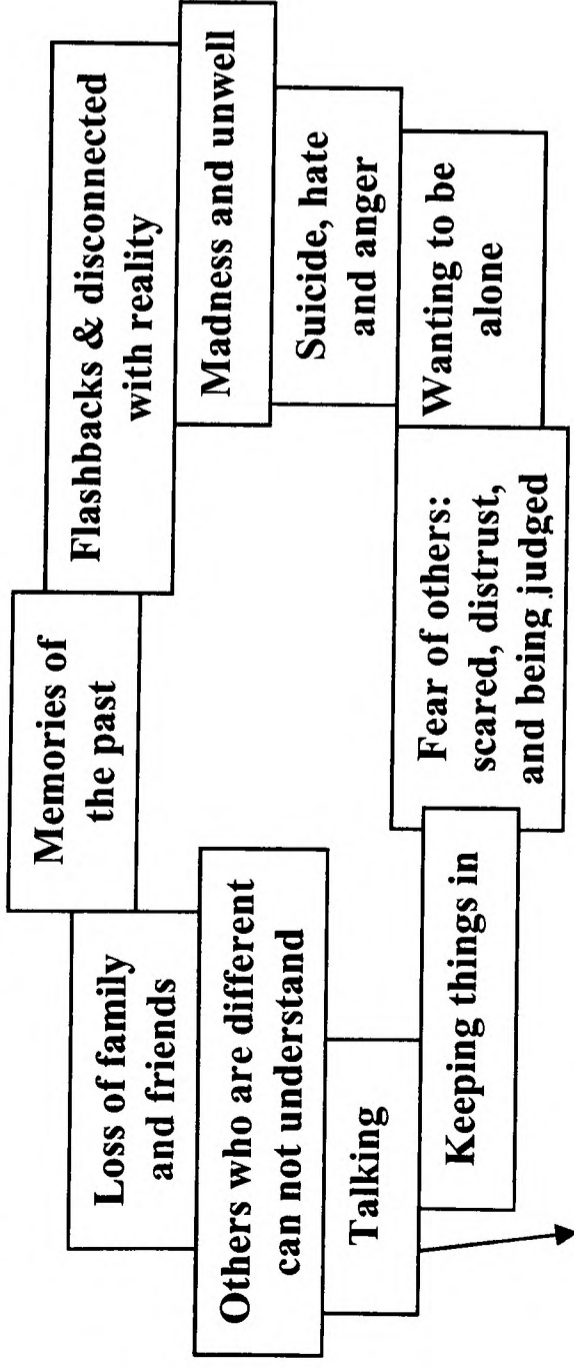 Memories of
the past
Flashbacks & disconnected
with reality
Madness and unwell
Suicide, hate
and anger
Wanting to be
alone
Fear of others:
scared, distrust,
and being judged
Keeping things in
Talking
Others who are different
can not understand
Loss of family
and friends